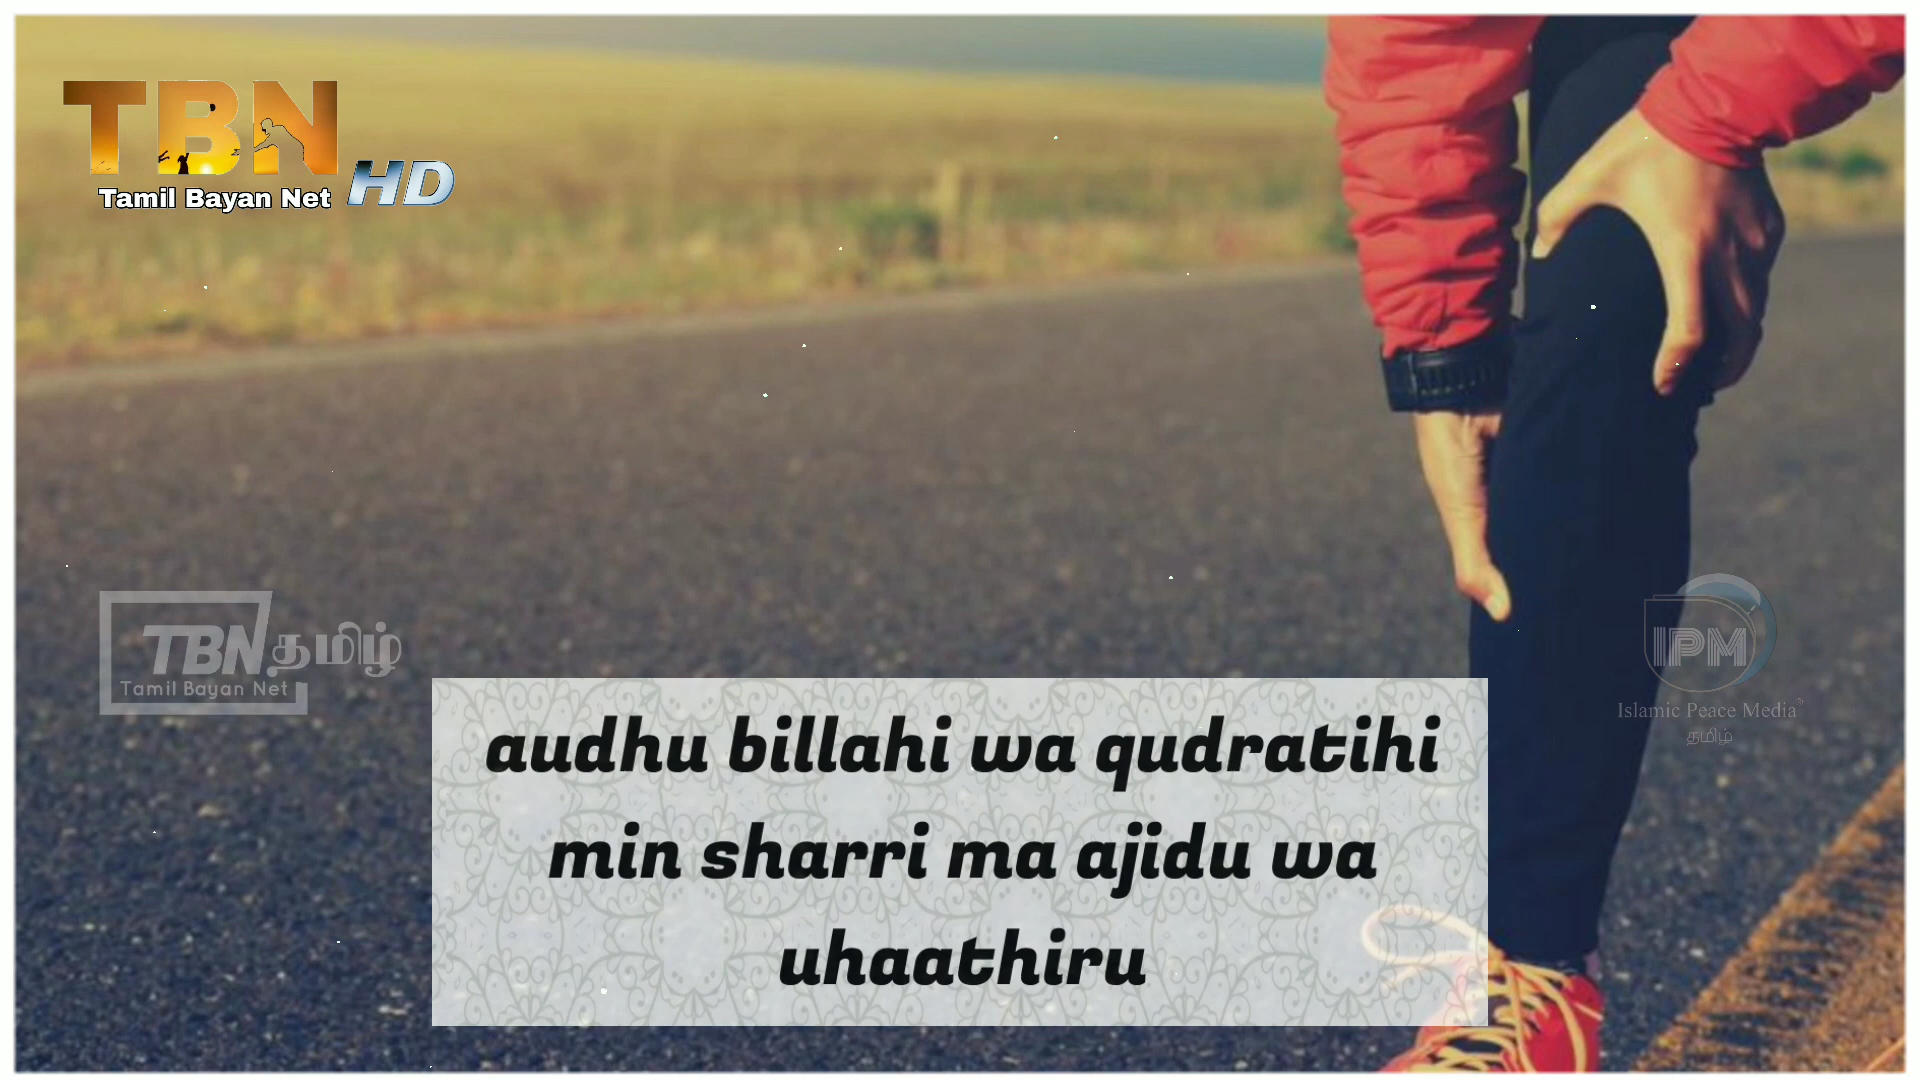 TBN
Tamil Bayan Net HD
TBNதமிழ்
Tamil Bayan Net
IPM
Islamic Peace Media
தமிழ்
audhu billahi wa qudratihi
min sharri ma ajidu wa
uhaathiru